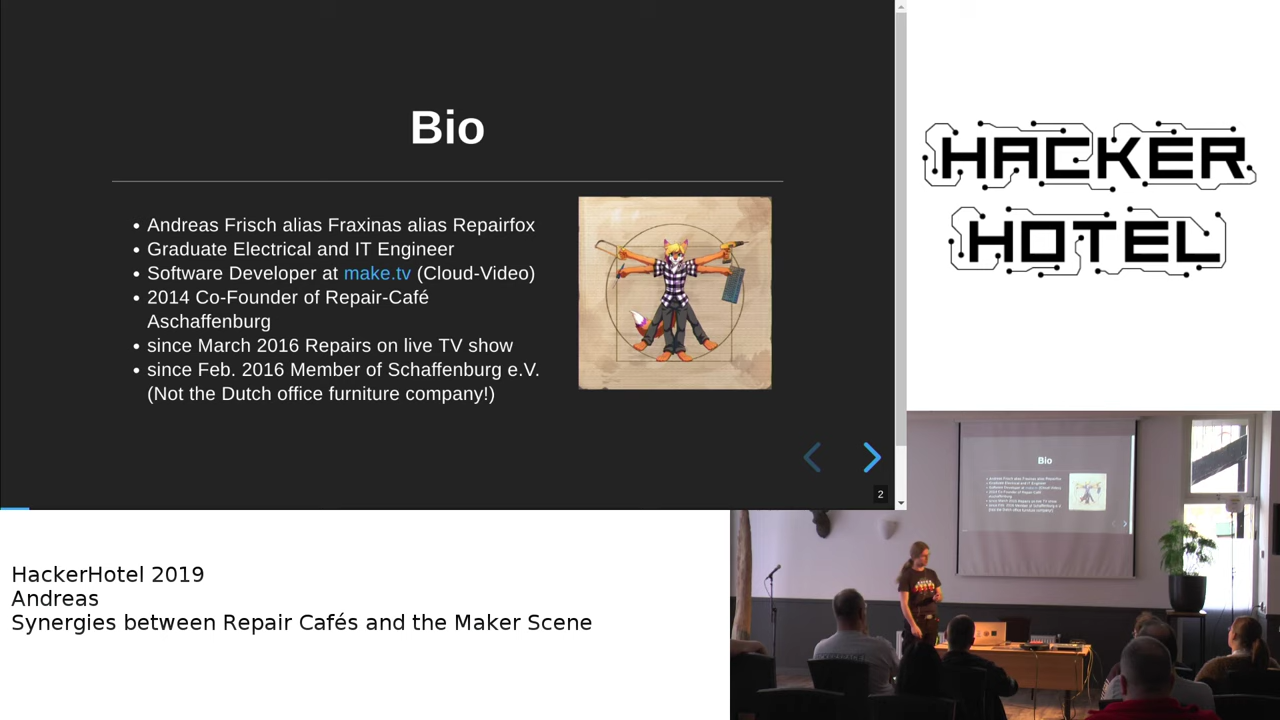 Bio
Andreas Frisch alias Fraxinas alias Repairfox
Graduate Electrical and IT Engineer
Software Developer at make.tv (Cloud-Video)
2014 Co-Founder of Repair-Café
Aschaffenburg
since March 2016 Repairs on live TV show
since Feb. 2016 Member of Schaffenburg e.V.
(Not the Dutch office furniture company!)
2
HACKER
HOTEL
Bio
HackerHotel 2019
Andreas
Synergies between Repair Cafés and the Maker Scene